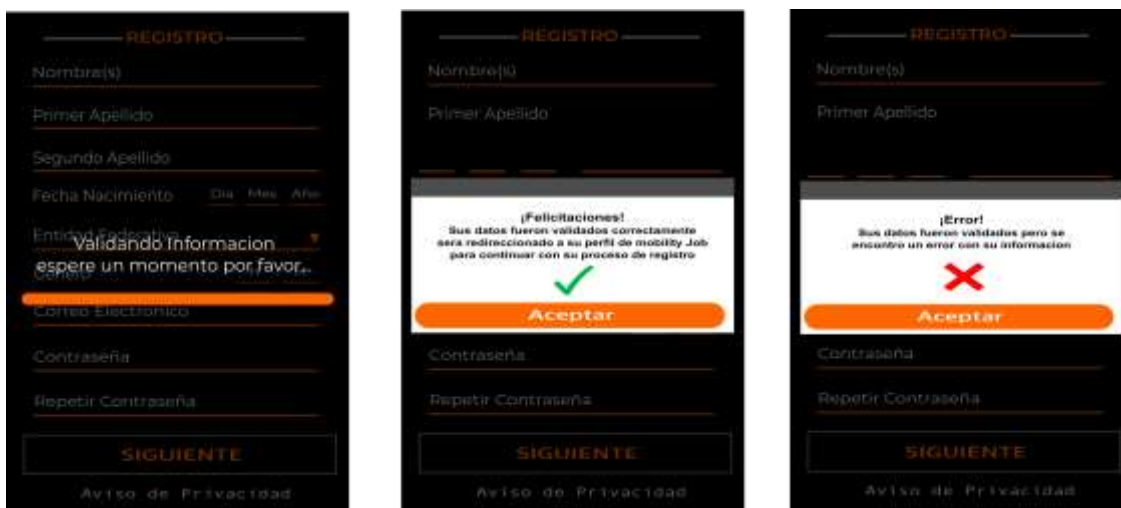 REGISTRO
Nombre(s)
Primer Apellido
Segundo Apellido
Fecha Nacimiento Dia Mes Año
Entidad Federativa
Validando Informacion
espere un momento por favor...
Genero
Correo Electronico
Contraseña
Repetir Contraseña
SIGUIENTE
Aviso de Privacidad
REGISTRO
Nombre(s)
Primer Apellido
¡Felicitaciones!
Sus datos fueron validados correctamente
sera redireccionado a su perfil de mobility Job
para continuar con su proceso de registro
Aceptar
Contraseña
Repetir Contraseña
SIGUIENTE
Aviso de Privacidad
REGISTRO
Nombre(s)
Primer Apellido
¡Error!
Sus datos fueron validados pero se
encontro un error con su informacion
Aceptar
Contraseña
Repetir Contraseña
SIGUIENTE
Aviso de Privacidad